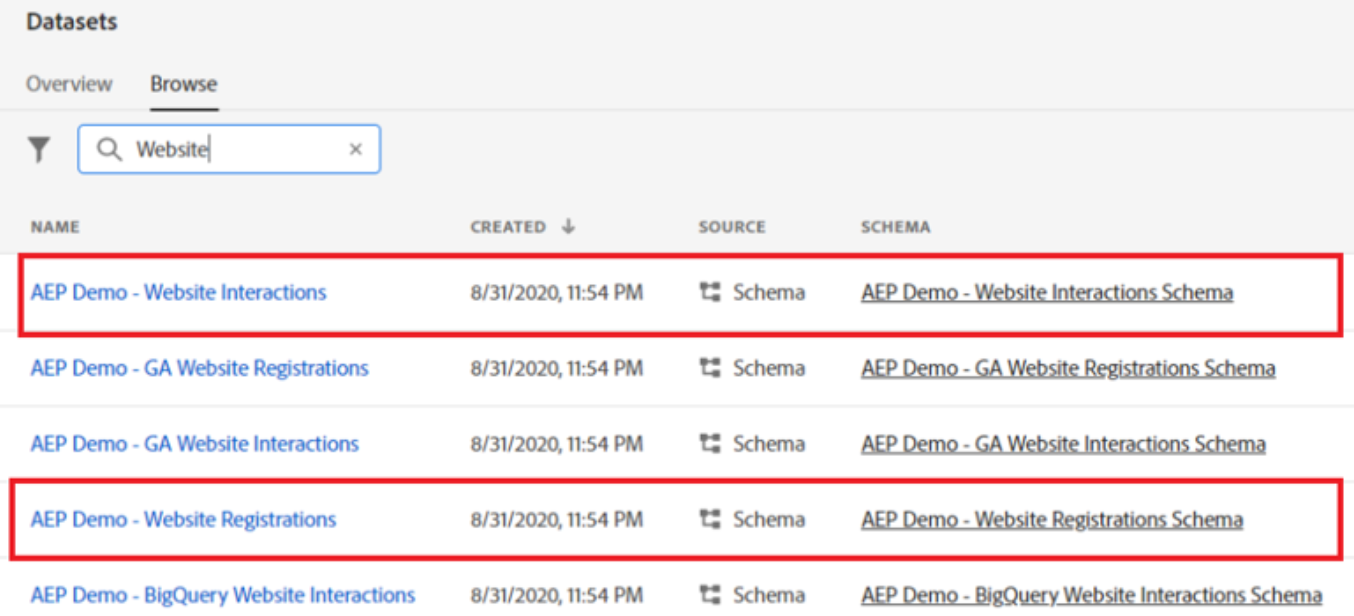 Datasets
Overview Browse
Website
NAME CREATED ↓ SOURCE SCHEMA
AEP Demo - Website Interactions 8/31/2020, 11:54 PM Schema AEP Demo - Website Interactions Schema
AEP Demo - GA Website Registrations 8/31/2020, 11:54 PM Schema AEP Demo - GA Website Registrations Schema
AEP Demo - GA Website Interactions 8/31/2020, 11:54 PM Schema AEP Demo - GA Website Interactions Schema
AEP Demo - Website Registrations 8/31/2020, 11:54 PM Schema AEP Demo - Website Registrations Schema
AEP Demo - BigQuery Website Interactions 8/31/2020, 11:54 PM Schema AEP Demo - BigQuery Website Interactions Schema